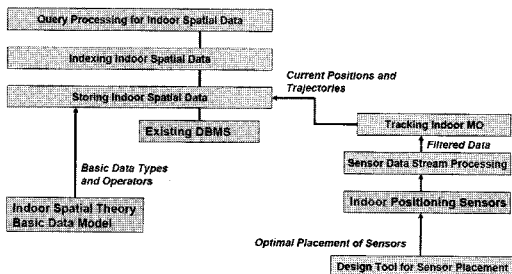 Query Processing for Indoor Spatial Data
Indexing Indoor Spatial Data
Current Positions and
Trajectories
Storing Indoor Spatial Data
Existing DBMS
Tracking Indoor MO
Filtered Data
Sensor Data Stream Processing
Basic Data Types
and Operators
Indoor Spatial Theory
Basic Data Model
Indoor Positioning Sensors
Optimal Placement of Sensors
Design Tool for Sensor Placement